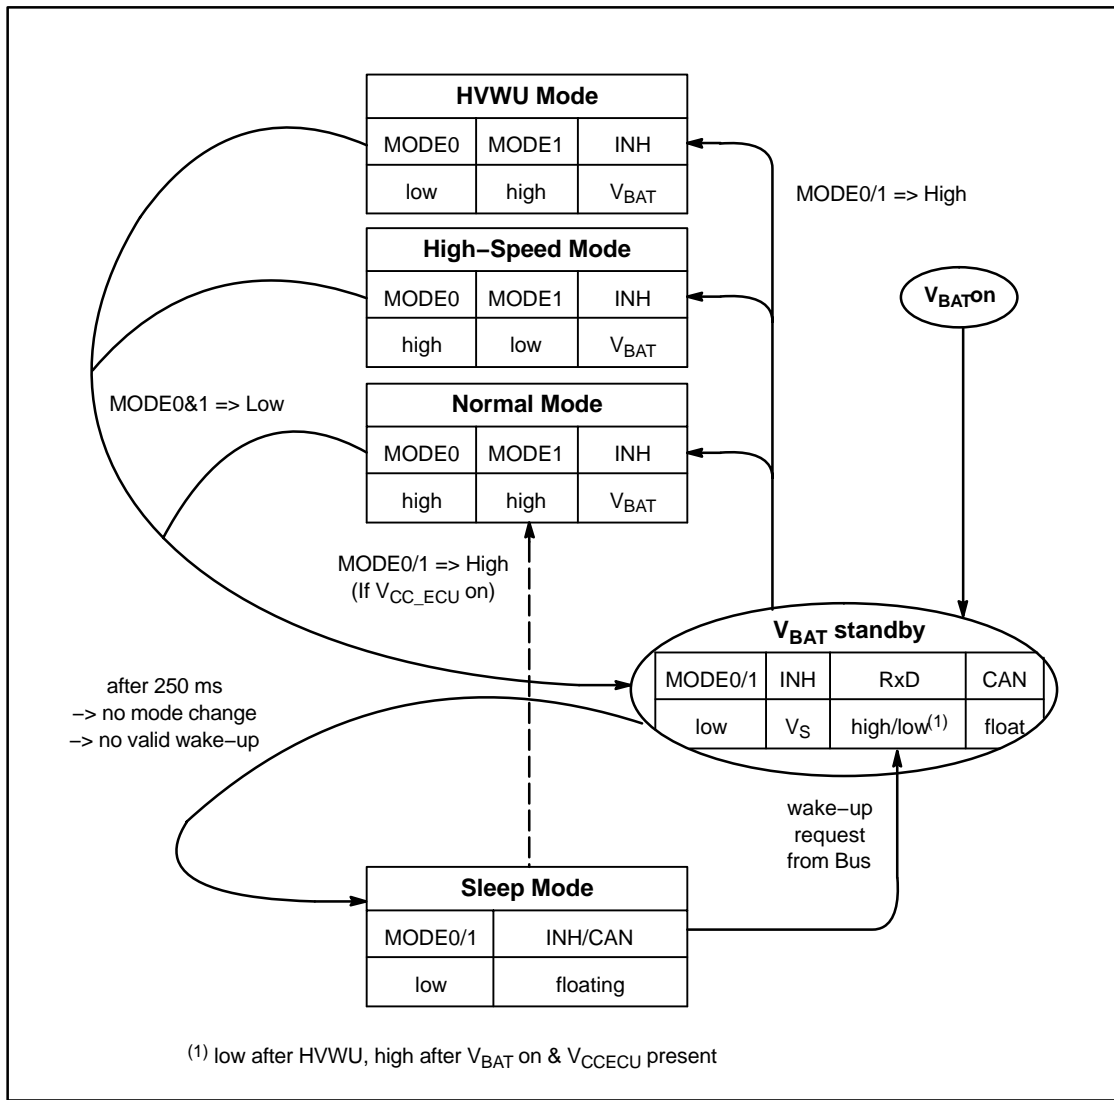 HVWU Mode
MODE0 MODE1 INH
low high VBAT
MODE0/1 => High
High–Speed Mode
MODE0 MODE1 INH
high low VBAT
VBATon
MODE0&1 => Low
Normal Mode
MODE0 MODE1 INH
high high VBAT
MODE0/1 => High
(If VCC_ECU on)
VBAT standby
MODE0/1 INH RxD CAN
low VS high/low(1) float
after 250 ms
–> no mode change
–> no valid wake–up
wake–up
request
from Bus
Sleep Mode
MODE0/1 INH/CAN
low floating
(1) low after HVWU, high after VBAT on & VCCECU present